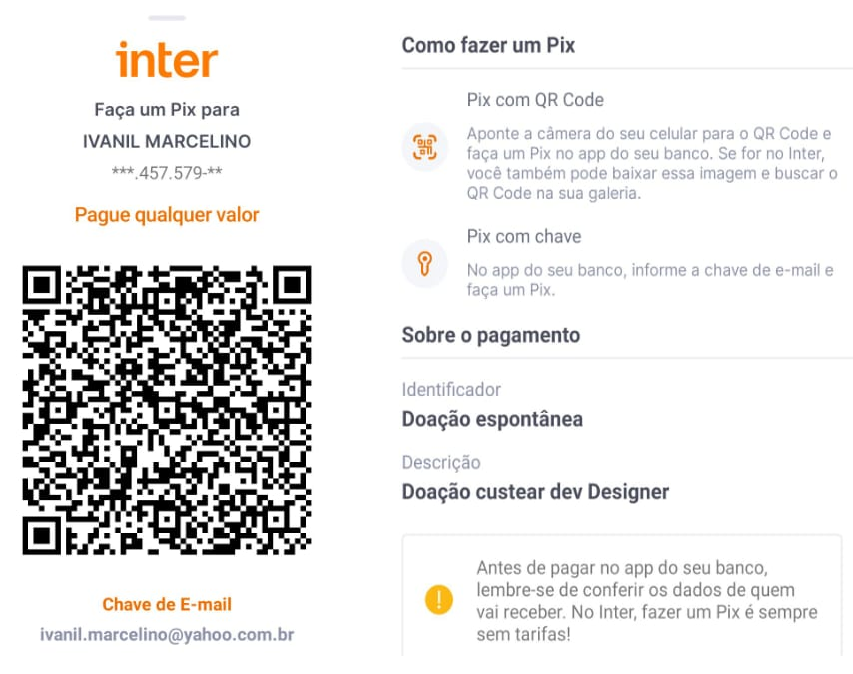 inter
Faça um Pix para
IVANIL MARCELINO
***.457.579-**
Pague qualquer valor
Chave de E-mail
ivanil.marcelino@yahoo.com.br
Como fazer um Pix
Pix com QR Code
Aponte a câmera do seu celular para o QR Code e
faça um Pix no app do seu banco. Se for no Inter,
você também pode baixar essa imagem e buscar o
QR Code na sua galeria.
Pix com chave
No app do seu banco, informe a chave de e-mail e
faça um Pix.
Sobre o pagamento
Identificador
Doação espontânea
Descrição
Doação custear dev Designer
Antes de pagar no app do seu banco,
lembre-se de conferir os dados de quem
vai receber. No Inter, fazer um Pix é sempre
sem tarifas!